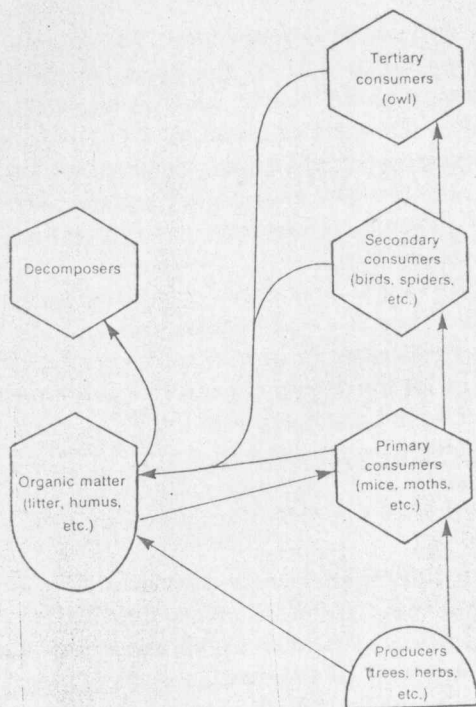 Tertiary
consumers
(owl)
Secondary
consumers
(birds, spiders,
etc.)
Decomposers
Primary
consumers
(mice, moths,
etc.)
Organic matter
(litter, humus,
etc.)
Producers
(trees, herbs,
etc.)